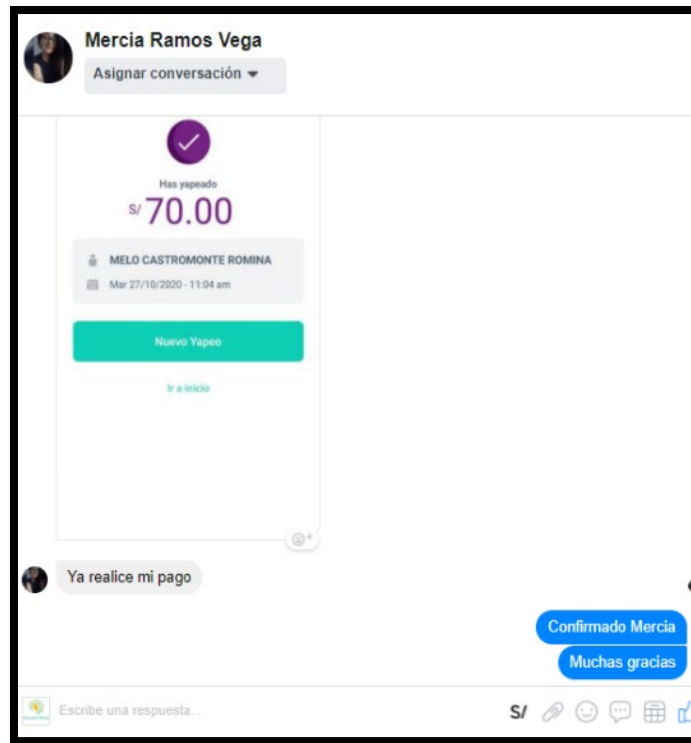 Mercia Ramos Vega
Asignar conversación
Has yapeado
S/ 70.00
MELO CASTROMONTE ROMINA
Mar 27/10/2020 - 11:04 am
Nuevo Yapeo
Ir a inicio
Ya realice mi pago
Confirmado Mercia
Muchas gracias
Escribe una respuesta...
S/